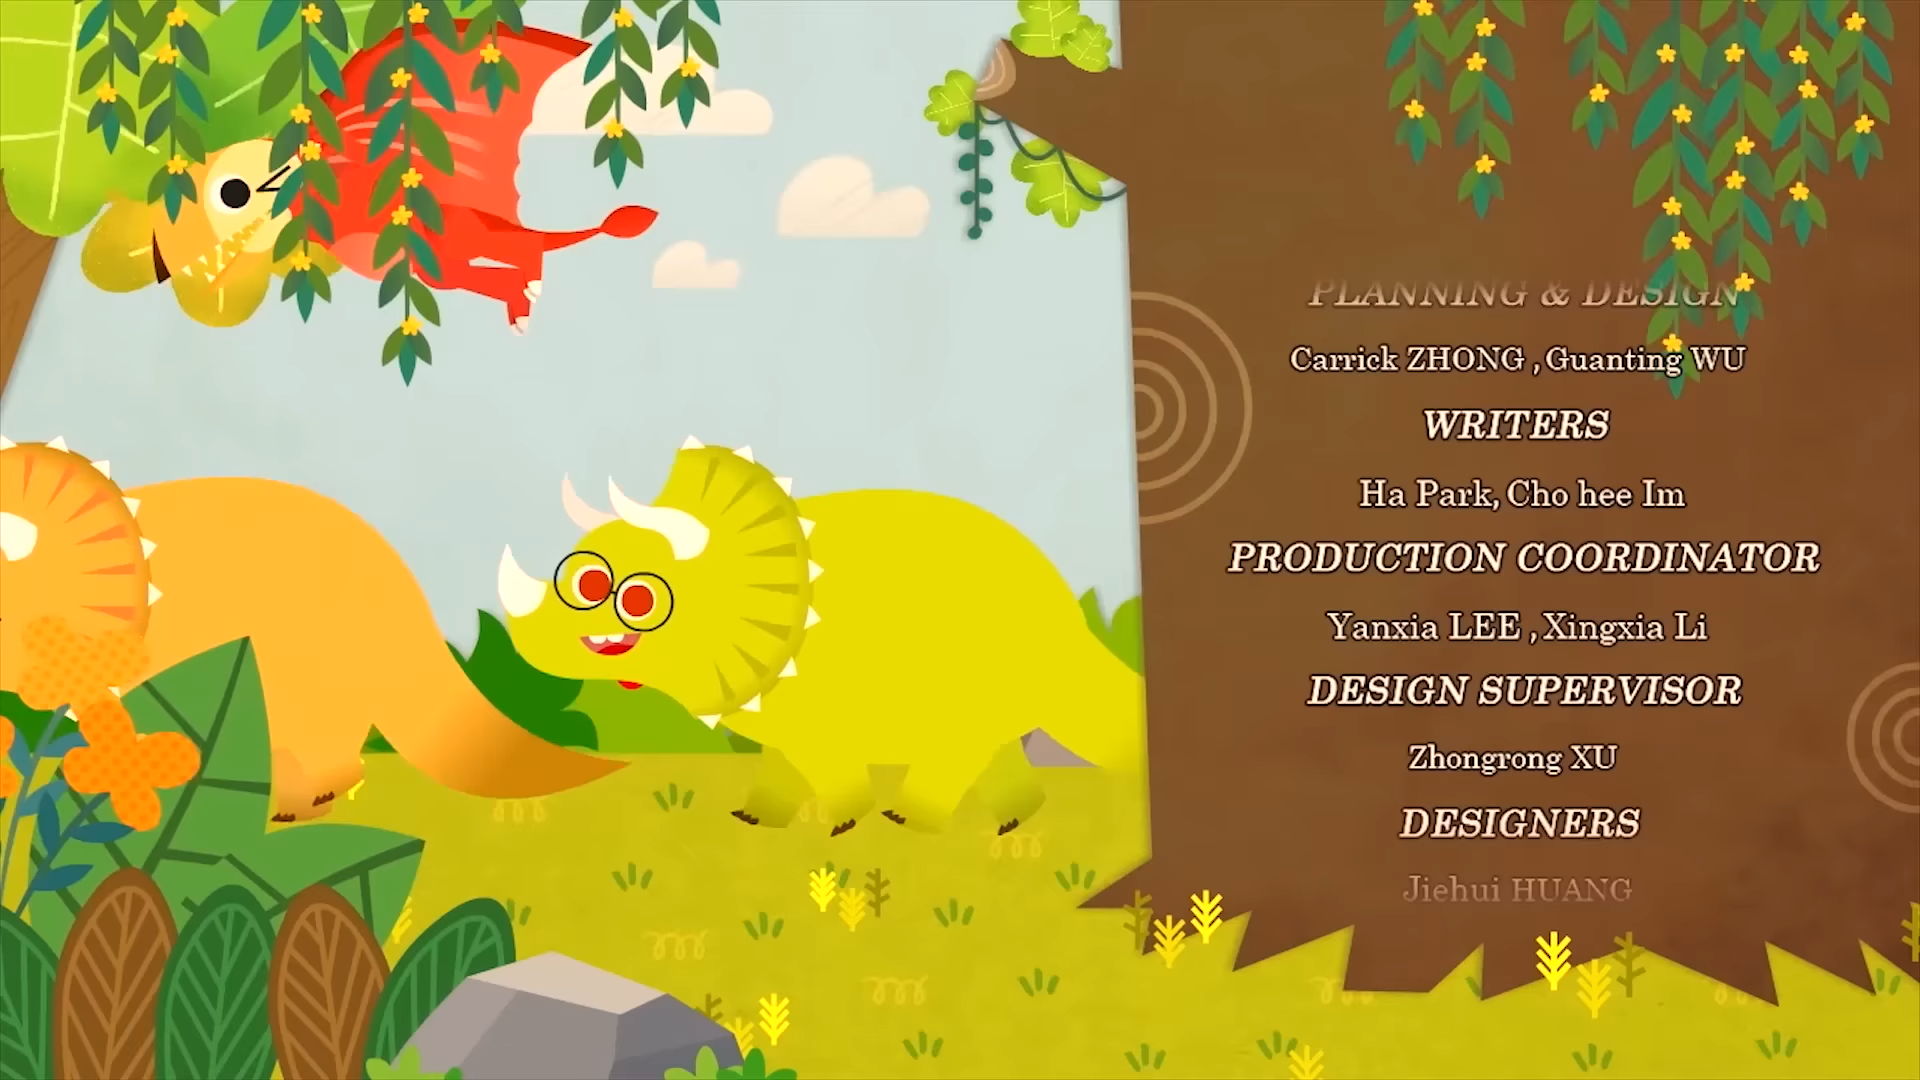 PLANNING & DESIGN
Carrick ZHONG , Guanting WU
WRITERS
Ha Park, Cho hee Im
PRODUCTION COORDINATOR
Yanxia LEE , Xingxia Li
DESIGN SUPERVISOR
Zhongrong XU
DESIGNERS
Jiehui HUANG